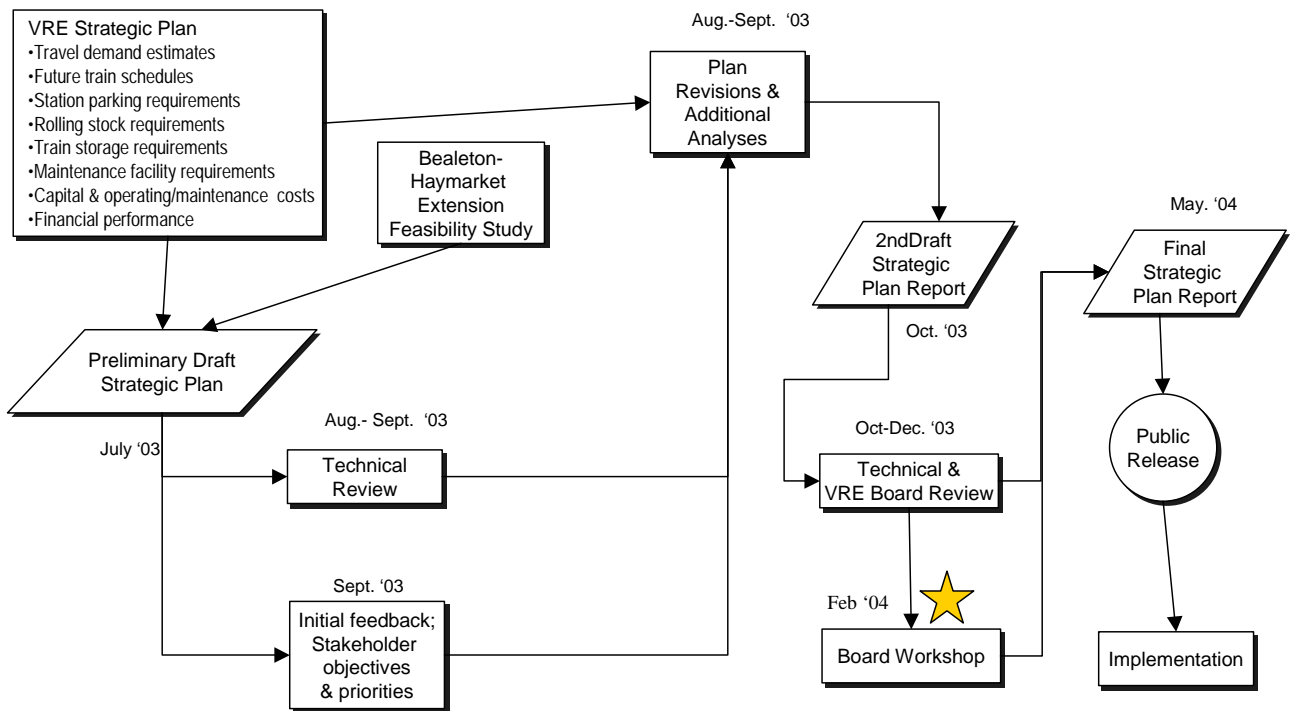 VRE Strategic Plan
•Travel demand estimates
•Future train schedules
•Station parking requirements
•Rolling stock requirements
•Train storage requirements
•Maintenance facility requirements
•Capital & operating/maintenance costs
•Financial performance
Bealeton-
Haymarket
Extension
Feasibility Study
Preliminary Draft
Strategic Plan
July ‘03
Aug.- Sept. ‘03
Technical
Review
Sept. ‘03
Initial feedback;
Stakeholder
objectives
& priorities
Aug.-Sept. ‘03
Plan
Revisions &
Additional
Analyses
2ndDraft
Strategic
Plan Report
Oct. ‘03
Oct-Dec. ‘03
Technical &
VRE Board Review
Feb ‘04
Board Workshop
May. ‘04
Final
Strategic
Plan Report
Public
Release
Implementation